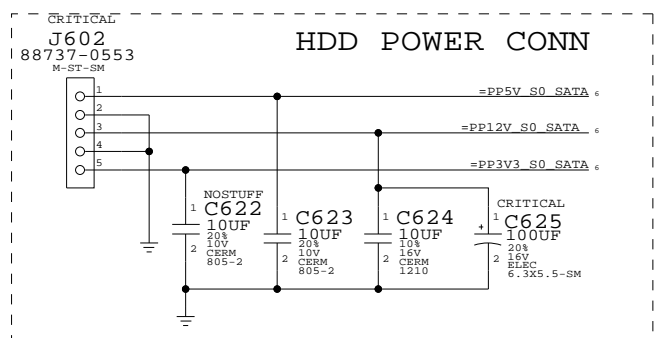 CRITICAL
J602
88737-0553
M-ST-SM
HDD POWER CONN
1
=PP5V_S0_SATA 6
2
3
=PP12V_S0_SATA 6
4
5
=PP3V3_S0_SATA 6
NOSTUFF
1
C622
10UF
20%
10V
2
CERM
805-2
1
C623
10UF
20%
10V
2
CERM
805-2
1
C624
10UF
10%
16V
2
CERM
1210
CRITICAL
1
C625
+
100UF
20%
16V
2
ELEC
6.3X5.5-SM